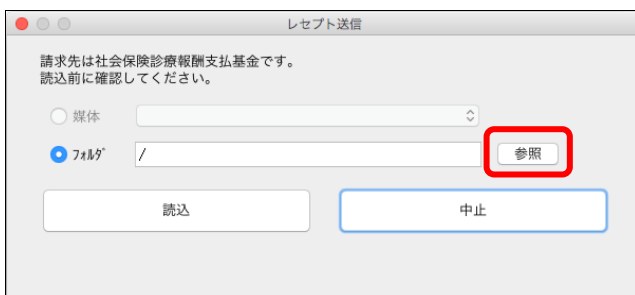 レセプト送信
請求先は社会保険診療報酬支払基金です。
読込前に確認してください。
媒体
ﾌｫﾙﾀﾞ /
参照
読込
中止